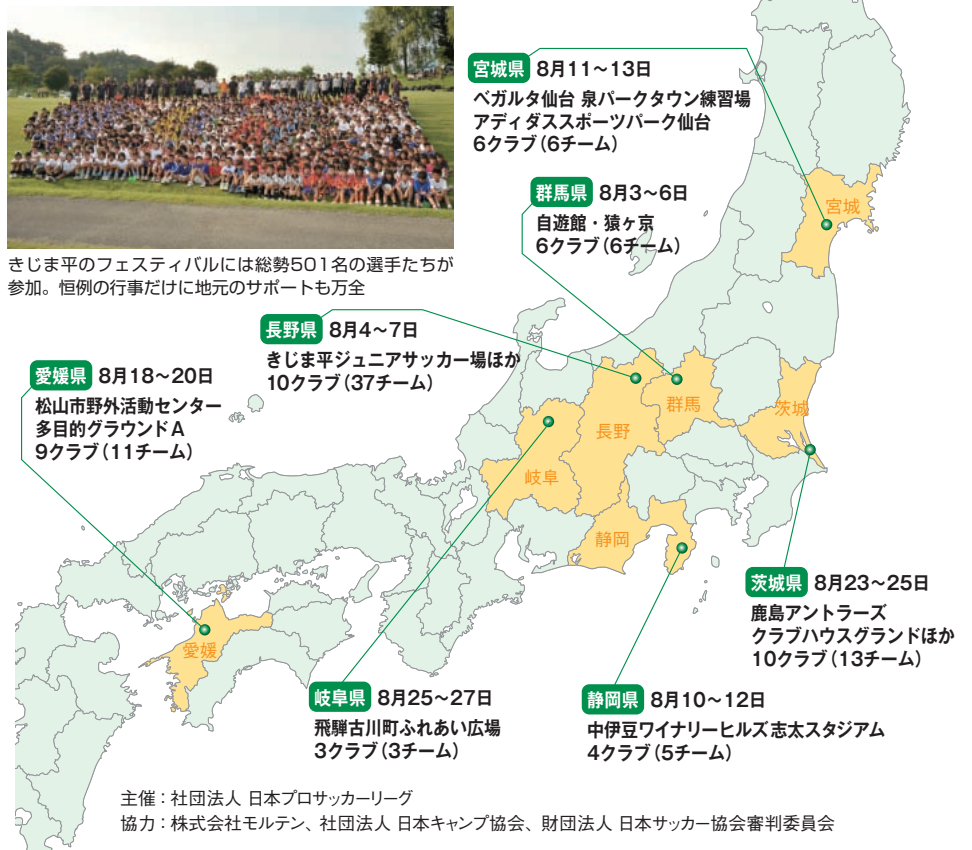 きじま平のフェスティバルには総勢501名の選手たちが
参加。恒例の行事だけに地元のサポートも万全
宮城県 8月11~13日
ベガルタ仙台 泉パークタウン練習場
アディダススポーツパーク仙台
6クラブ(6チーム)
群馬県 8月3~6日
自遊館・猿ヶ京
6クラブ(6チーム)
長野県 8月4~7日
きじま平ジュニアサッカー場ほか
10クラブ(37チーム)
愛媛県 8月18~20日
松山市野外活動センター
多目的グラウンドA
9クラブ(11チーム)
宮城
群馬
茨城
長野
岐阜
静岡
愛媛
茨城県 8月23~25日
鹿島アントラーズ
クラブハウスグランドほか
10クラブ(13チーム)
岐阜県 8月25~27日
飛騨古川町ふれあい広場
3クラブ(3チーム)
静岡県 8月10~12日
中伊豆ワイナリーヒルズ志太スタジアム
4クラブ(5チーム)
主催:社団法人 日本プロサッカーリーグ
協力:株式会社モルテン、社団法人 日本キャンプ協会、財団法人 日本サッカー協会審判委員会